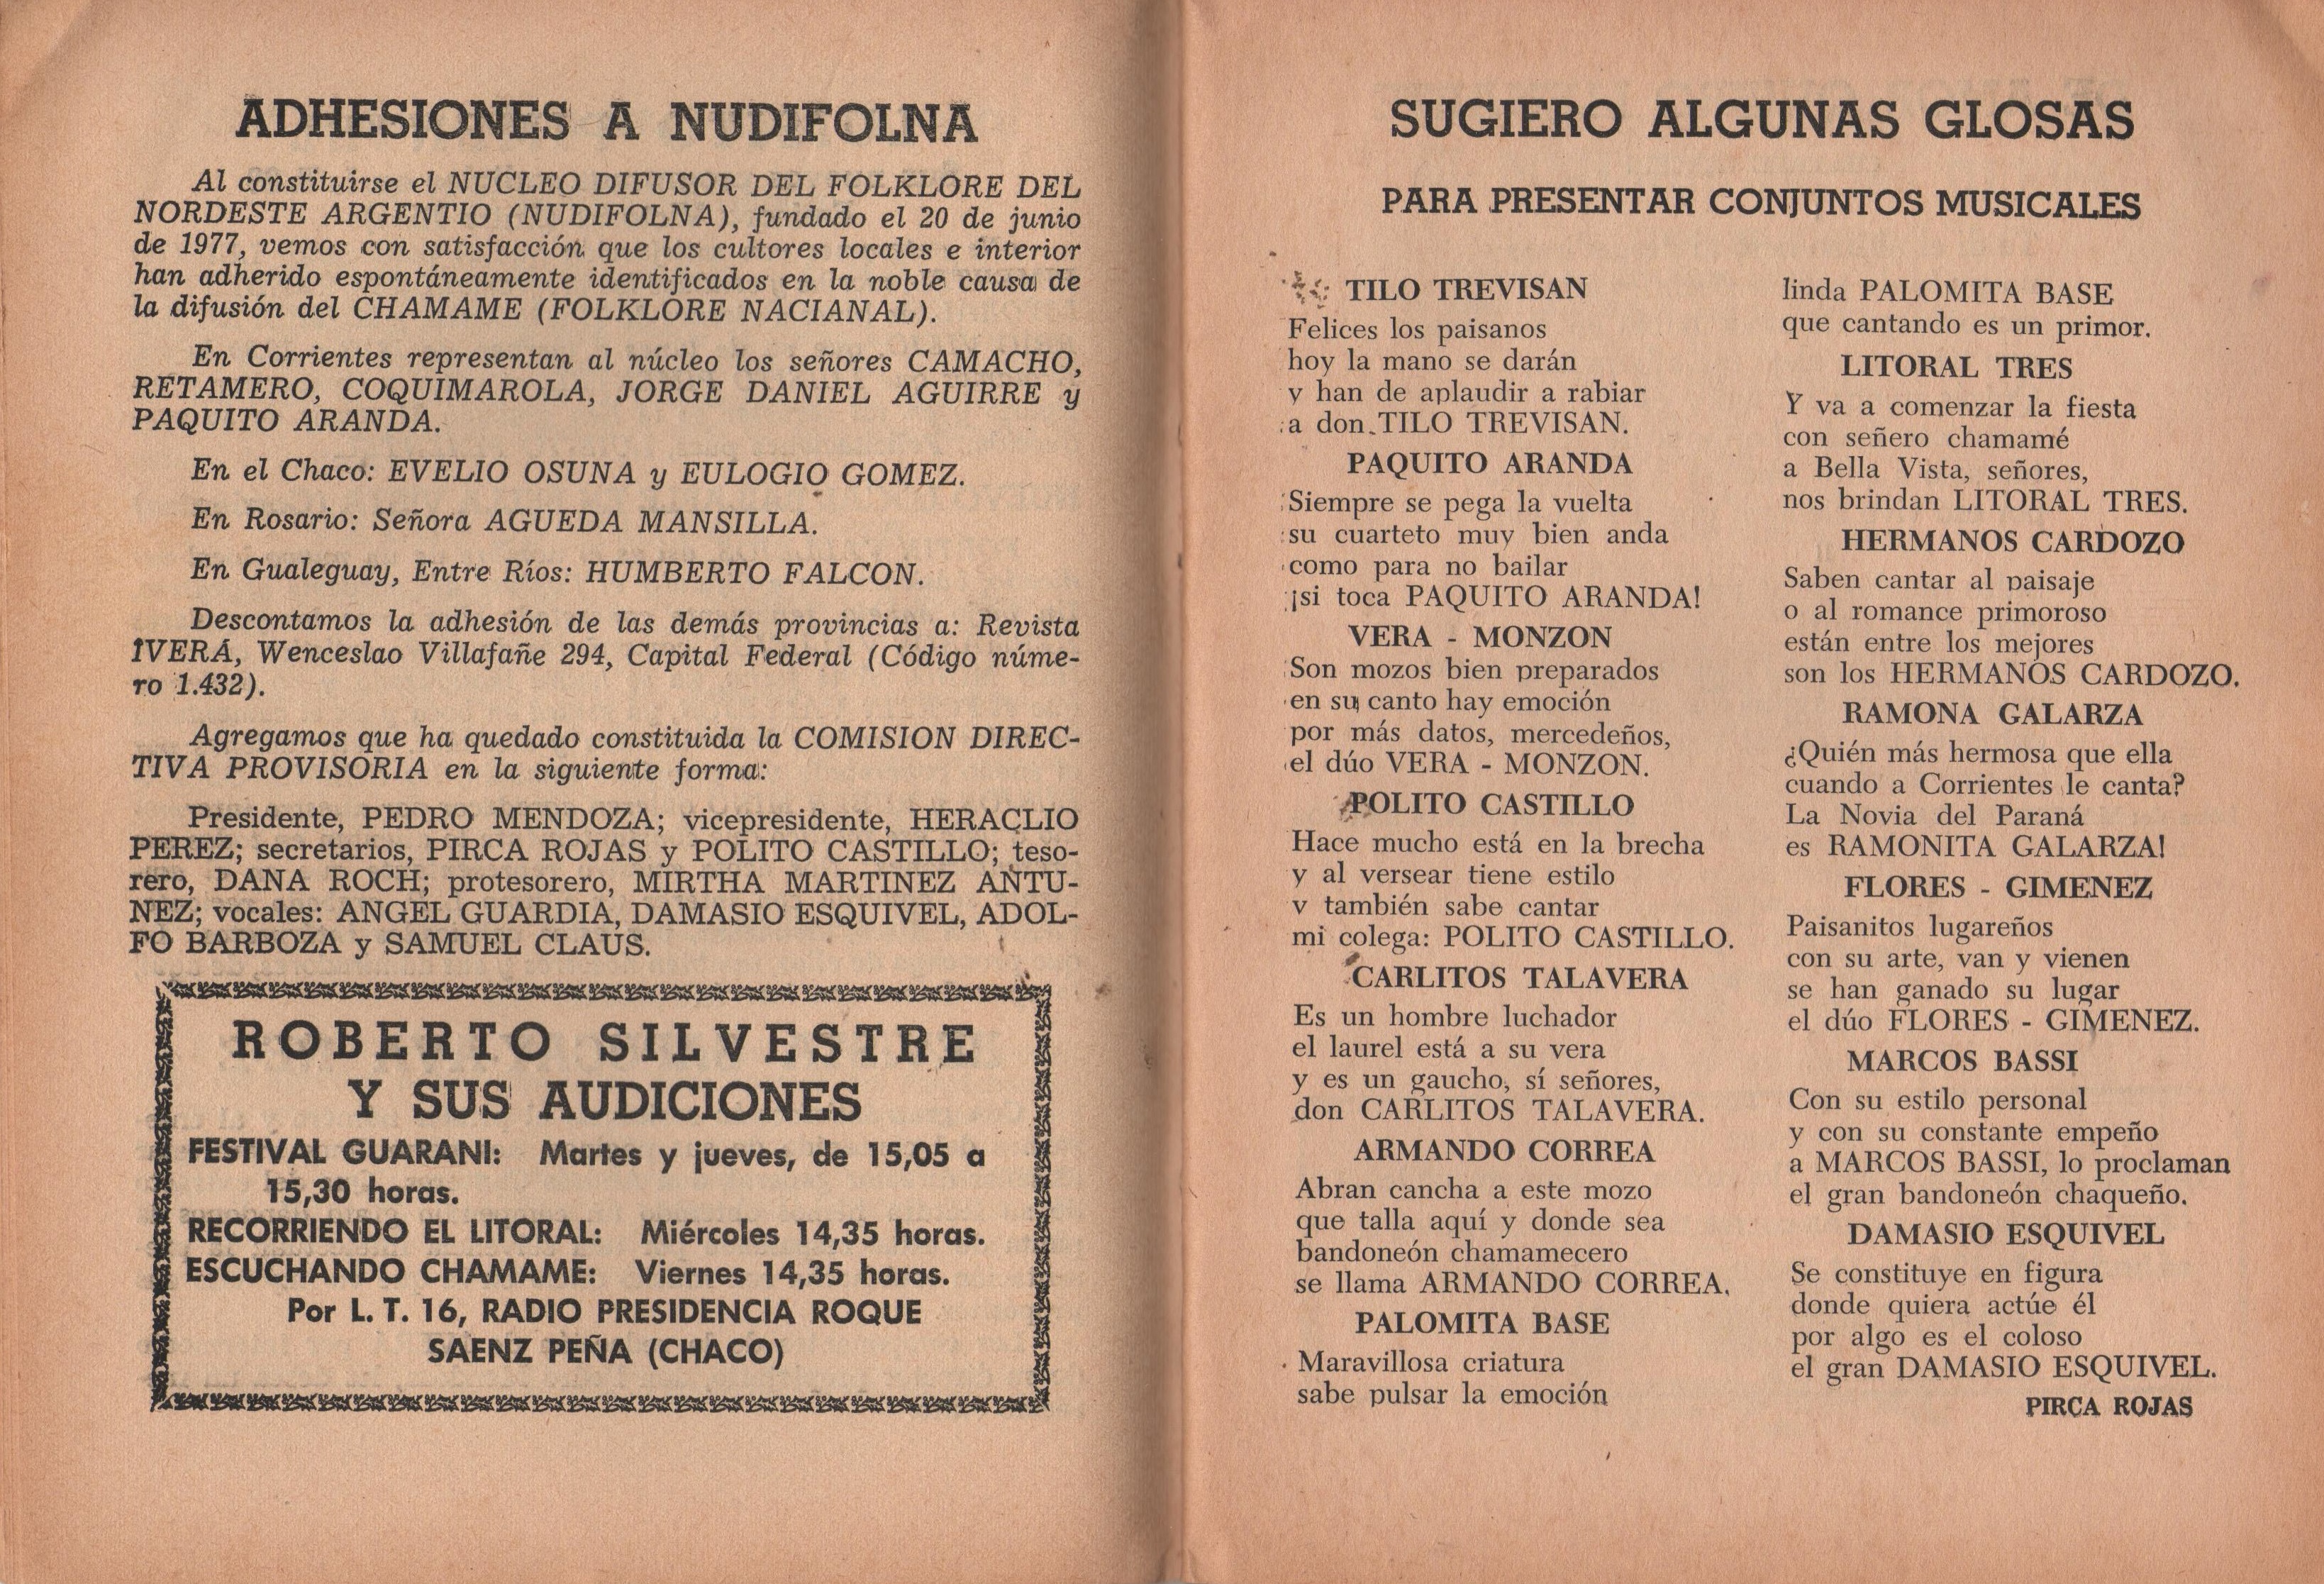 ADHESIONES A NUDIFOLNA
Al constituirse el NUCLEO DIFUSOR DEL FOLKLORE DEL
NORDESTE ARGENTIO (NUDIFOLNA), fundado el 20 de junio
de 1977, vemos con satisfacción que los cultores locales e interior
han adherido espontáneamente identificados en la noble causa de
la difusión del CHAMAME (FOLKLORE NACIANAL).
En Corrientes representan al núcleo los señores CAMACHO,
RETAMERO, COQUIMAROLA, JORGE DANIEL AGUIRRE y
PAQUITO ARANDA.
En el Chaco: EVELIO OSUNA y EULOGIO GOMEZ.
En Rosario: Señora AGUEDA MANSILLA.
En Gualeguay, Entre Ríos: HUMBERTO FALCON.
Descontamos la adhesión de las demás provincias a: Revista
IVERÁ, Wenceslao Villafañe 294, Capital Federal (Código núme-
ro 1.432).
Agregamos que ha quedado constituida la COMISION DIREC-
TIVA PROVISORIA en la siguiente forma:
Presidente, PEDRO MENDOZA; vicepresidente, HERACLIO
PEREZ; secretarios, PIRCA ROJAS y POLITO CASTILLO; teso-
rero, DANA ROCH; protesorero, MIRTHA MARTINEZ ANTU-
NEZ; vocales: ANGEL GUARDIA, DAMASIO ESQUIVEL, ADOL-
FO BARBOZA y SAMUEL CLAUS.
ROBERTO SILVESTRE
Y SUS AUDICIONES
FESTIVAL GUARANI: Martes y jueves, de 15,05 a
15,30 horas.
RECORRIENDO EL LITORAL: Miércoles 14,35 horas.
ESCUCHANDO CHAMAME: Viernes 14,35 horas.
Por L. T. 16, RADIO PRESIDENCIA ROQUE
SAENZ PEÑA (CHACO)
SUGIERO ALGUNAS GLOSAS
PARA PRESENTAR CONJUNTOS MUSICALES
TILO TREVISAN
Felices los paisanos
hoy la mano se darán
y han de aplaudir a rabiar
a don TILO TREVISAN.
PAQUITO ARANDA
Siempre se pega la vuelta
su cuarteto muy bien anda
como para no bailar
¡si toca PAQUITO ARANDA!
VERA - MONZON
Son mozos bien preparados
en su canto hay emoción
por más datos, mercedeños,
el dúo VERA - MONZON.
POLITO CASTILLO
Hace mucho está en la brecha
y al versear tiene estilo
y también sabe cantar
mi colega: POLITO CASTILLO.
CARLITOS TALAVERA
Es un hombre luchador
el laurel está a su vera
y es un gaucho, sí señores,
don CARLITOS TALAVERA.
ARMANDO CORREA
Abran cancha a este mozo
que talla aquí y donde sea
bandoneón chamamecero
se llama ARMANDO CORREA.
PALOMITA BASE
Maravillosa criatura
sabe pulsar la emoción
linda PALOMITA BASE
que cantando es un primor.
LITORAL TRES
Y va a comenzar la fiesta
con señero chamamé
a Bella Vista, señores,
nos brindan LITORAL TRES.
HERMANOS CARDOZO
Saben cantar al paisaje
o al romance primoroso
están entre los mejores
son los HERMANOS CARDOZO.
RAMONA GALARZA
¿Quién más hermosa que ella
cuando a Corrientes le canta?
La Novia del Paraná
es RAMONITA GALARZA!
FLORES - GIMENEZ
Paisanitos lugareños
con su arte, van y vienen
se han ganado su lugar
el dúo FLORES - GIMENEZ.
MARCOS BASSI
Con su estilo personal
y con su constante empeño
a MARCOS BASSI, lo proclaman
el gran bandoneón chaqueño.
DAMASIO ESQUIVEL
Se constituye en figura
donde quiera actúe él
por algo es el coloso
el gran DAMASIO ESQUIVEL.
PIRCA ROJAS